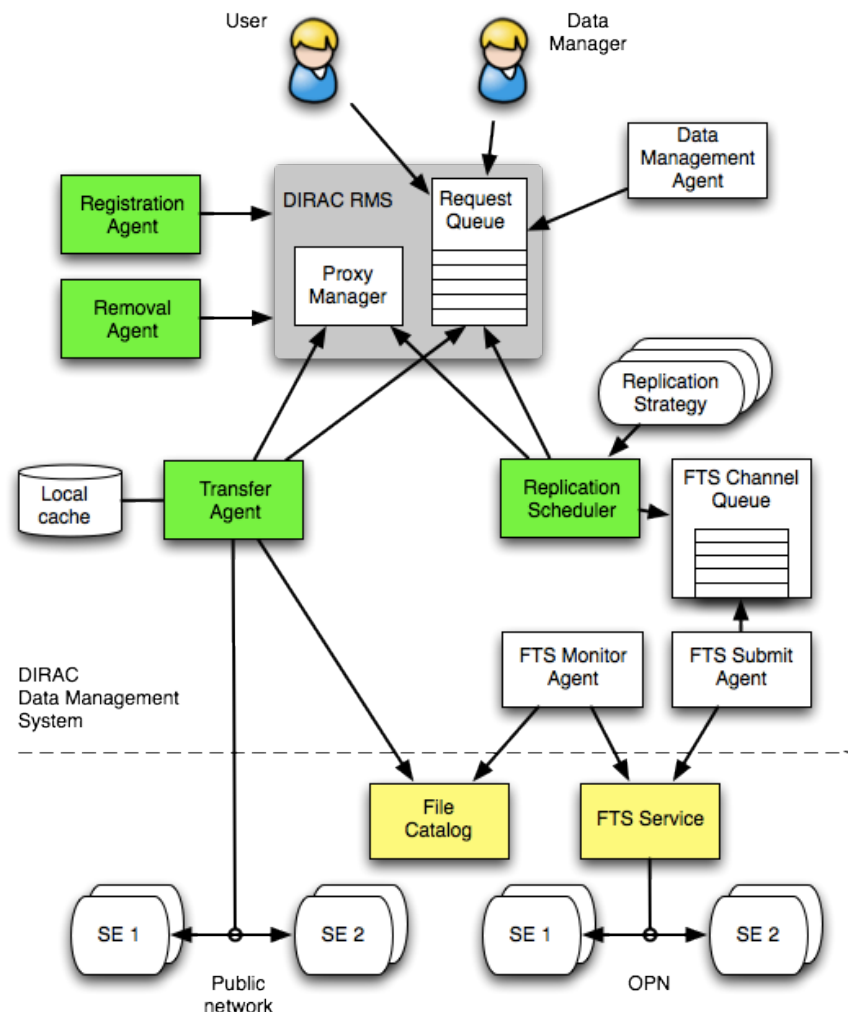 User
Data
Manager
Data
Management
Agent
Registration
Agent
DIRAC RMS
Request
Queue
Proxy
Manager
Removal
Agent
Replication
Strategy
Local
cache
Transfer
Agent
Replication
Scheduler
FTS Channel
Queue
FTS Monitor
Agent
FTS Submit
Agent
DIRAC
Data Management
System
File
Catalog
FTS Service
SE 1
SE 2
SE 1
SE 2
Public
network
OPN